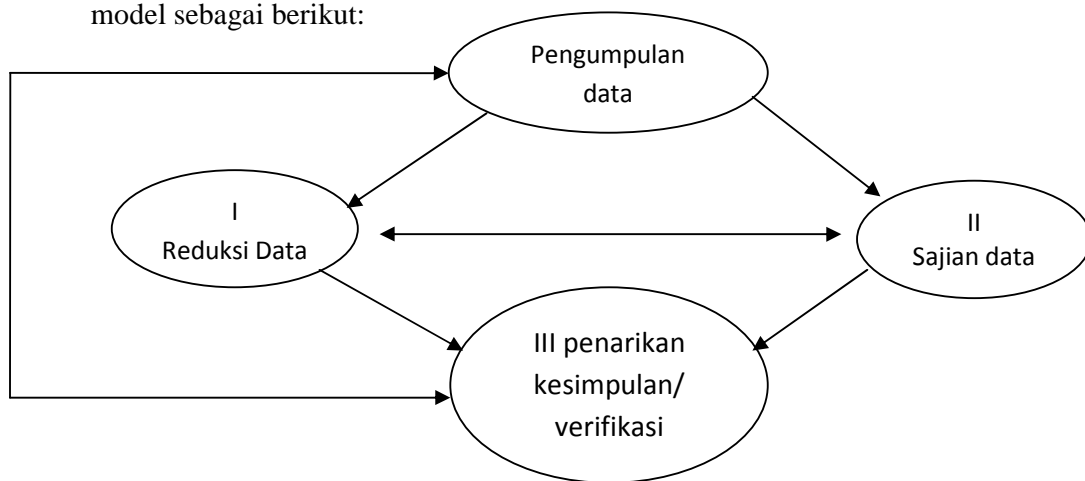 model sebagai berikut:
Pengumpulan
data
I
Reduksi Data
II
Sajian data
III penarikan
kesimpulan/
verifikasi